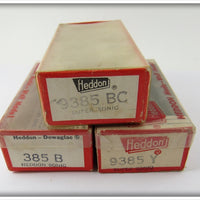 Heddon
9385 BC
SUPER SONIC
Heddon-Dowagiac
385 B
HEDDON SONIC
Heddon
9385 Y